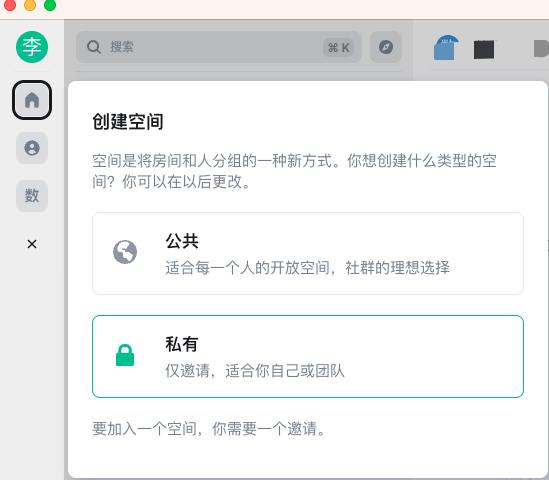 李
搜索
⌘ K
数
创建空间
空间是将房间和人分组的一种新方式。你想创建什么类型的空
间？你可以在以后更改。
公共
适合每一个人的开放空间，社群的理想选择
私有
仅邀请，适合你自己或团队
要加入一个空间，你需要一个邀请。